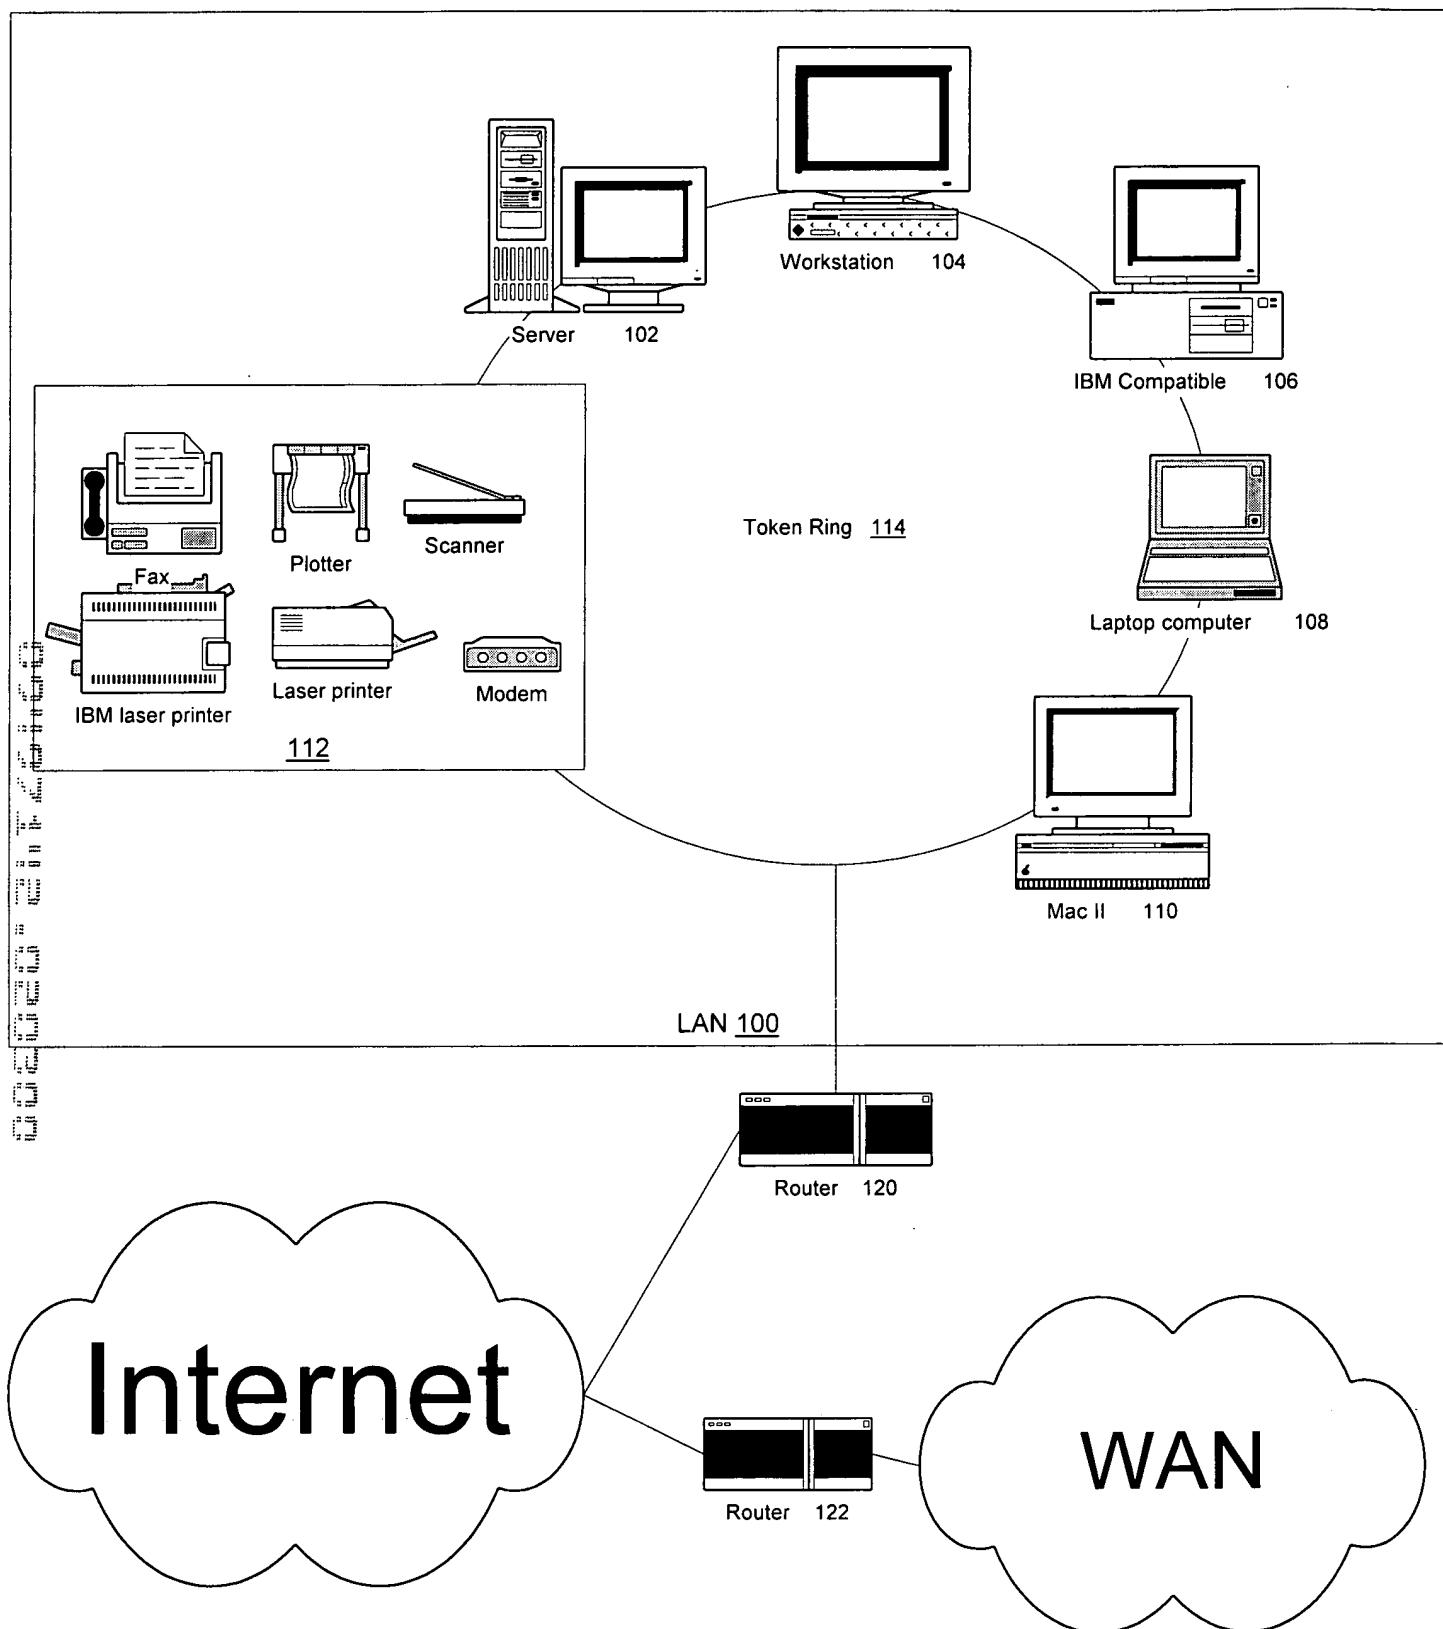 Workstation 104
Server 102
IBM Compatible 106
Fax
Plotter
Scanner
Token Ring 114
Laptop computer 108
IBM laser printer
Laser printer
Modem
112
Mac II 110
LAN 100
Router 120
Internet
WAN
Router 122